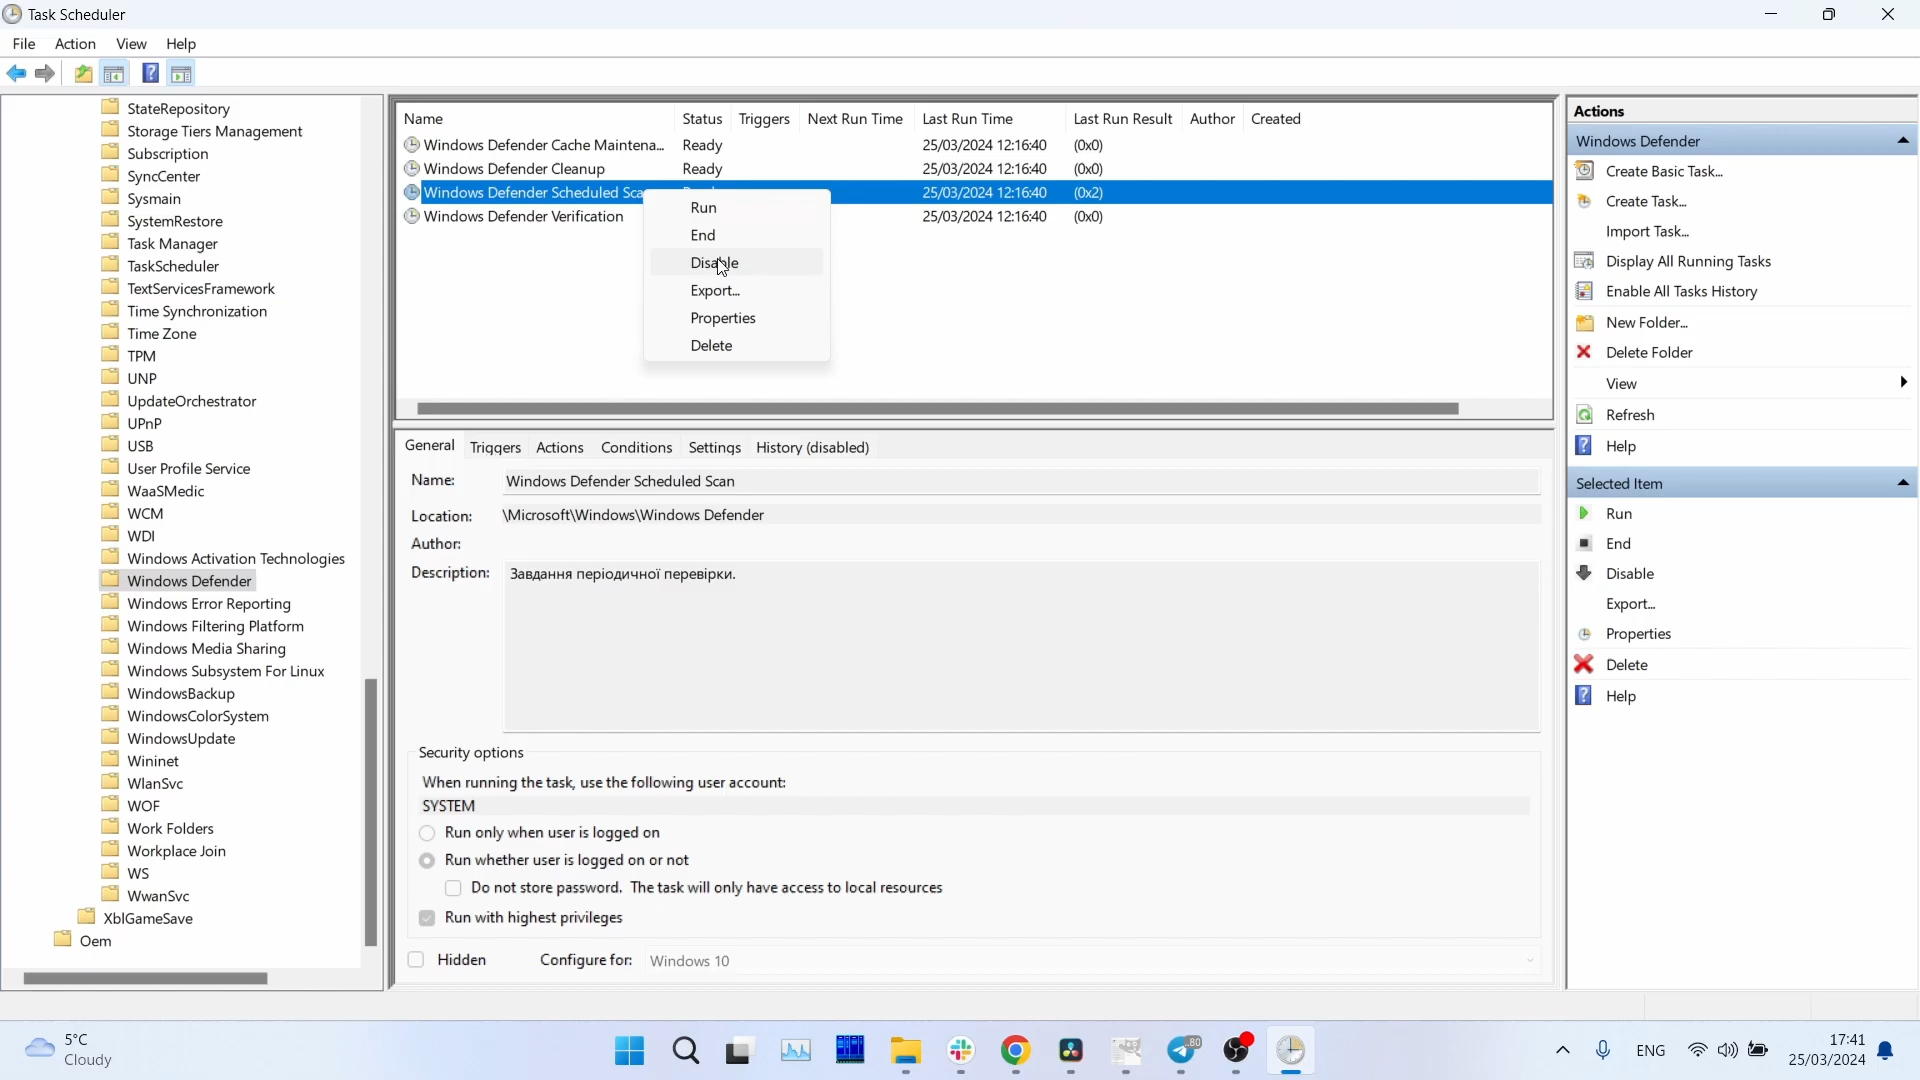 Task Scheduler
File Action View Help
StateRepository
Storage Tiers Management
Subscription
SyncCenter
Sysmain
SystemRestore
Task Manager
TaskScheduler
TextServicesFramework
Time Synchronization
Time Zone
TPM
UNP
UpdateOrchestrator
UPnP
USB
User Profile Service
WaaSMedic
WCM
WDI
Windows Activation Technologies
Windows Defender
Windows Error Reporting
Windows Filtering Platform
Windows Media Sharing
Windows Subsystem For Linux
WindowsBackup
WindowsColorSystem
WindowsUpdate
Wininet
WlanSvc
WOF
Work Folders
Workplace Join
WS
WwanSvc
XblGameSave
Oem
Name Status Triggers Next Run Time Last Run Time Last Run Result Author Created
Windows Defender Cache Maintena... Ready 25/03/2024 12:16:40 (0x0)
Windows Defender Cleanup Ready 25/03/2024 12:16:40 (0x0)
Windows Defender Scheduled Sca 25/03/2024 12:16:40 (0x2)
Windows Defender Verification 25/03/2024 12:16:40 (0x0)
Run
End
Disable
Export...
Properties
Delete
General Triggers Actions Conditions Settings History (disabled)
Name: Windows Defender Scheduled Scan
Location: \Microsoft\Windows\Windows Defender
Author:
Description: Завдання періодичної перевірки.
Security options
When running the task, use the following user account:
SYSTEM
Run only when user is logged on
Run whether user is logged on or not
Do not store password. The task will only have access to local resources
Run with highest privileges
Hidden Configure for: Windows 10
Actions
Windows Defender
Create Basic Task...
Create Task...
Import Task...
Display All Running Tasks
Enable All Tasks History
New Folder...
Delete Folder
View
Refresh
Help
Selected Item
Run
End
Disable
Export...
Properties
Delete
Help
5°C
Cloudy
80
ENG
17:41
25/03/2024